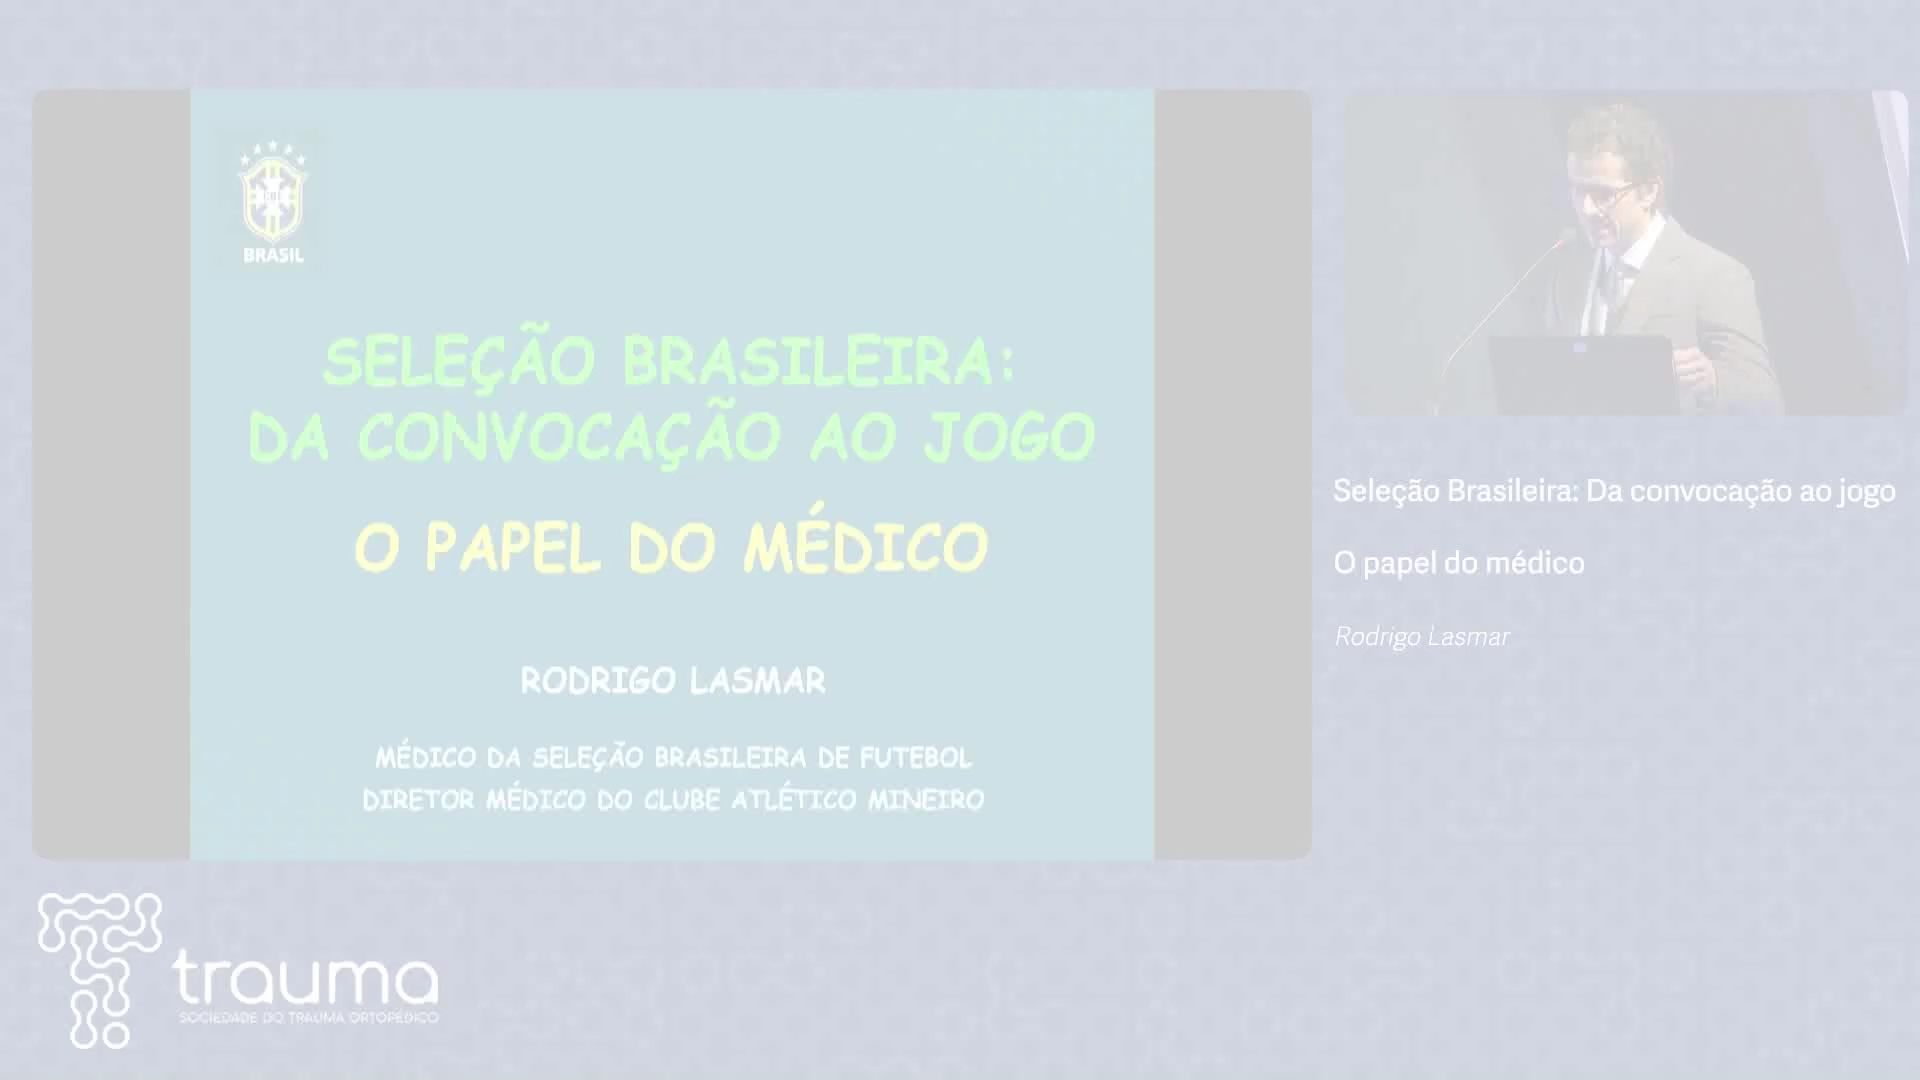 BRASIL
SELEÇÃO BRASILEIRA:
DA CONVOCAÇÃO AO JOGO
O PAPEL DO MÉDICO
RODRIGO LASMAR
MÉDICO DA SELEÇÃO BRASILEIRA DE FUTEBOL
DIRETOR MÉDICO DO CLUBE ATLÉTICO MINEIRO
Seleção Brasileira: Da convocação ao jogo
O papel do médico
Rodrigo Lasmar
trauma
SOCIEDADE DO TRAUMA ORTOPÉDICO